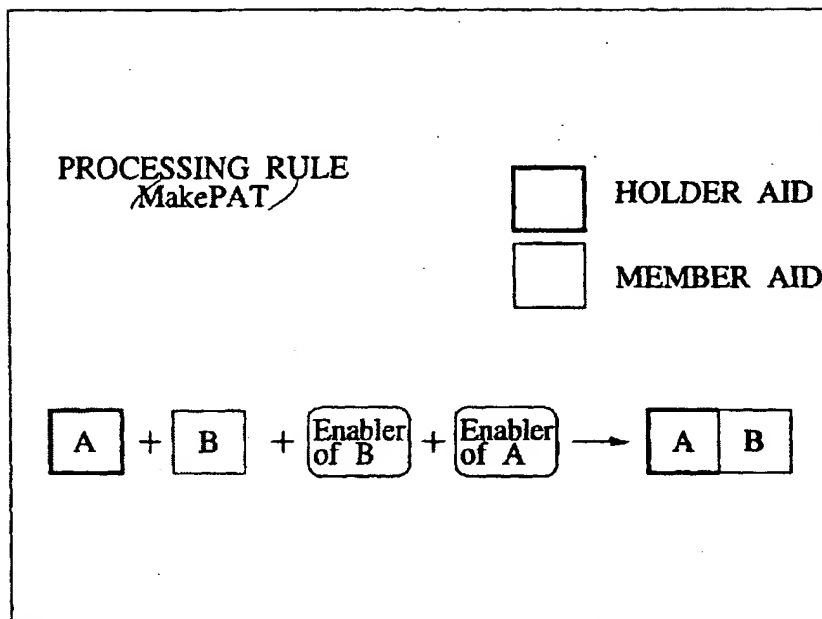 PROCESSING RULE
MakePAT
HOLDER AID
MEMBER AID
A + B + Enabler of B + Enabler of A → A B